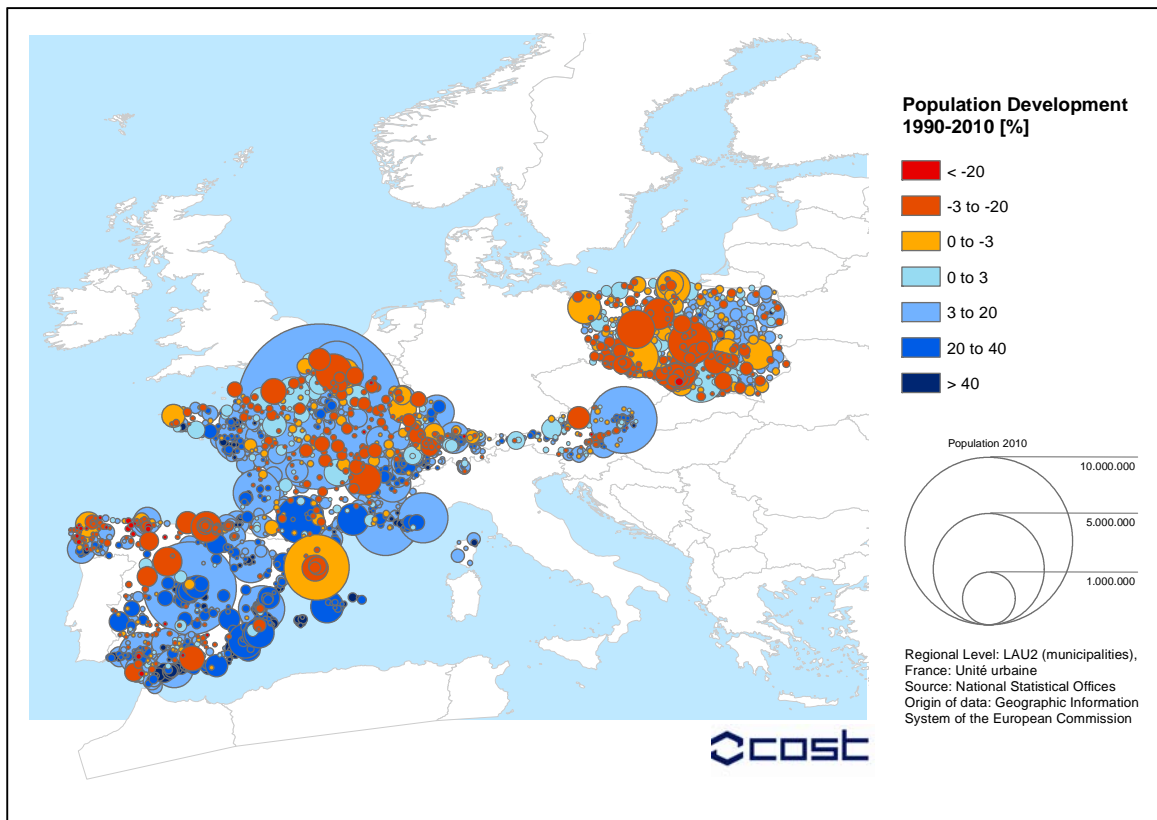 Population Development
1990-2010 [%]
< -20
-3 to -20
0 to -3
0 to 3
3 to 20
20 to 40
> 40
Population 2010
10.000.000
5.000.000
1.000.000
Regional Level: LAU2 (municipalities),
France: Unité urbaine
Source: National Statistical Offices
Origin of data: Geographic Information
System of the European Commission
cost